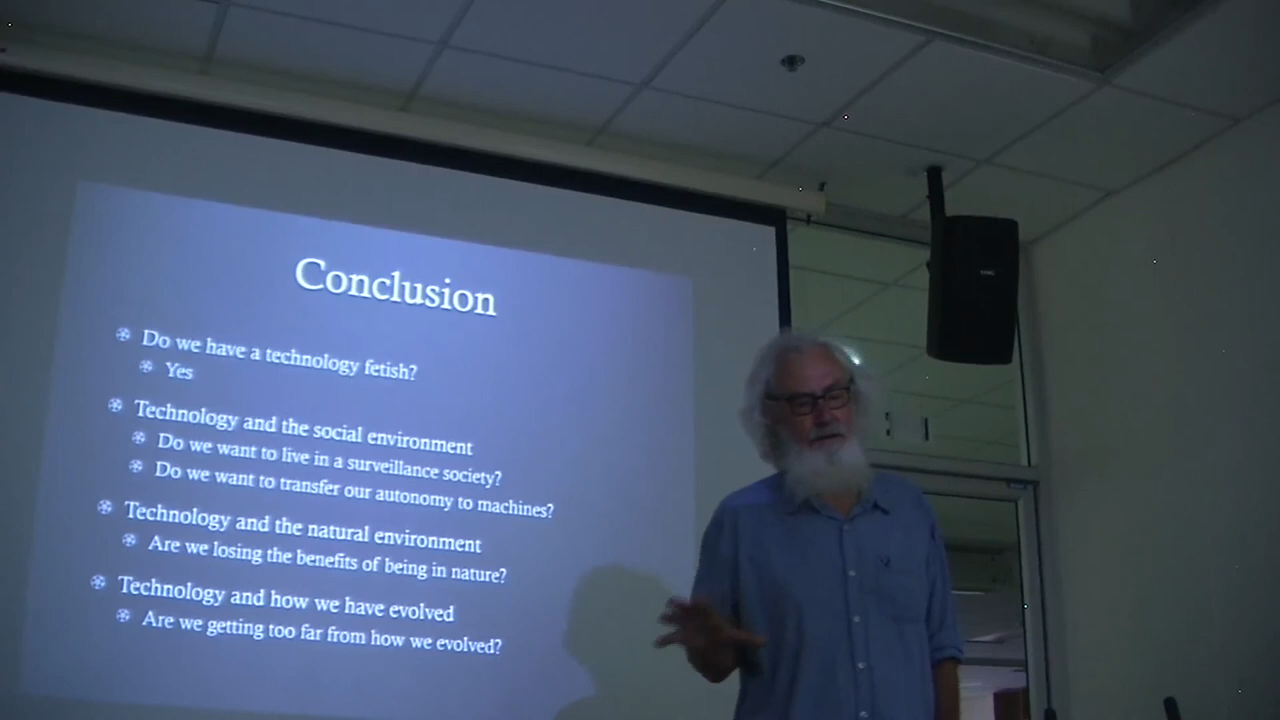 Conclusion
Do we have a technology fetish?
Yes
Technology and the social environment
Do we want to live in a surveillance society?
Do we want to transfer our autonomy to machines?
Technology and the natural environment
Are we losing the benefits of being in nature?
Technology and how we have evolved
Are we getting too far from how we evolved?